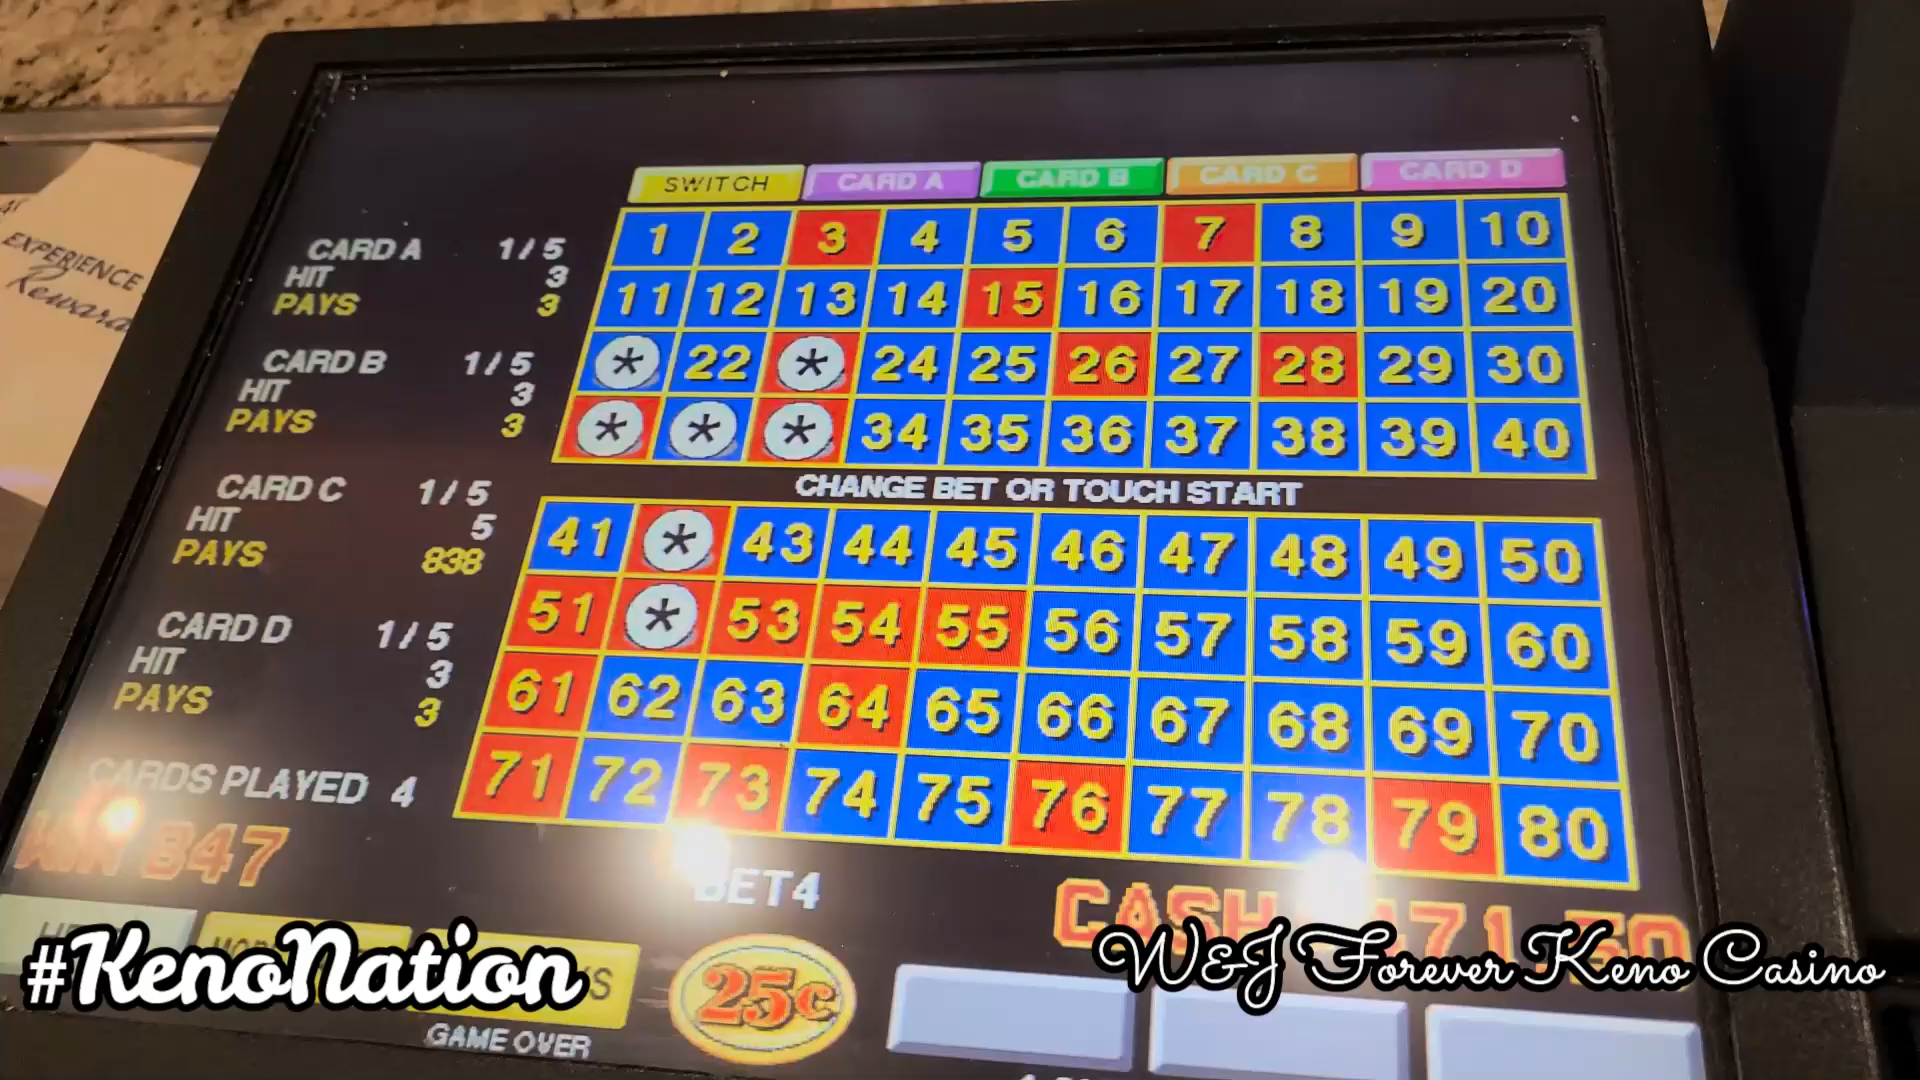 EXPERIENCE
SWITCH CARD A CARD B CARD C CARD D
CARD A 1/5
HIT 3
PAYS 3
CARD B 1/5
HIT 3
PAYS 3
CARD C 1/5
HIT 5
PAYS 838
CARD D 1/5
HIT 3
PAYS 3
CARDS PLAYED 4
1 2 3 4 5 6 7 8 9 10
11 12 13 14 15 16 17 18 19 20
* 22 * 24 25 26 27 28 29 30
* * * 34 35 36 37 38 39 40
CHANGE BET OR TOUCH START
41 * 43 44 45 46 47 48 49 50
51 * 53 54 55 56 57 58 59 60
61 62 63 64 65 66 67 68 69 70
71 72 73 74 75 76 77 78 79 80
WIN 847
BET 4
CASH
25¢
GAME OVER
#KenoNation
W&J Forever Keno Casino